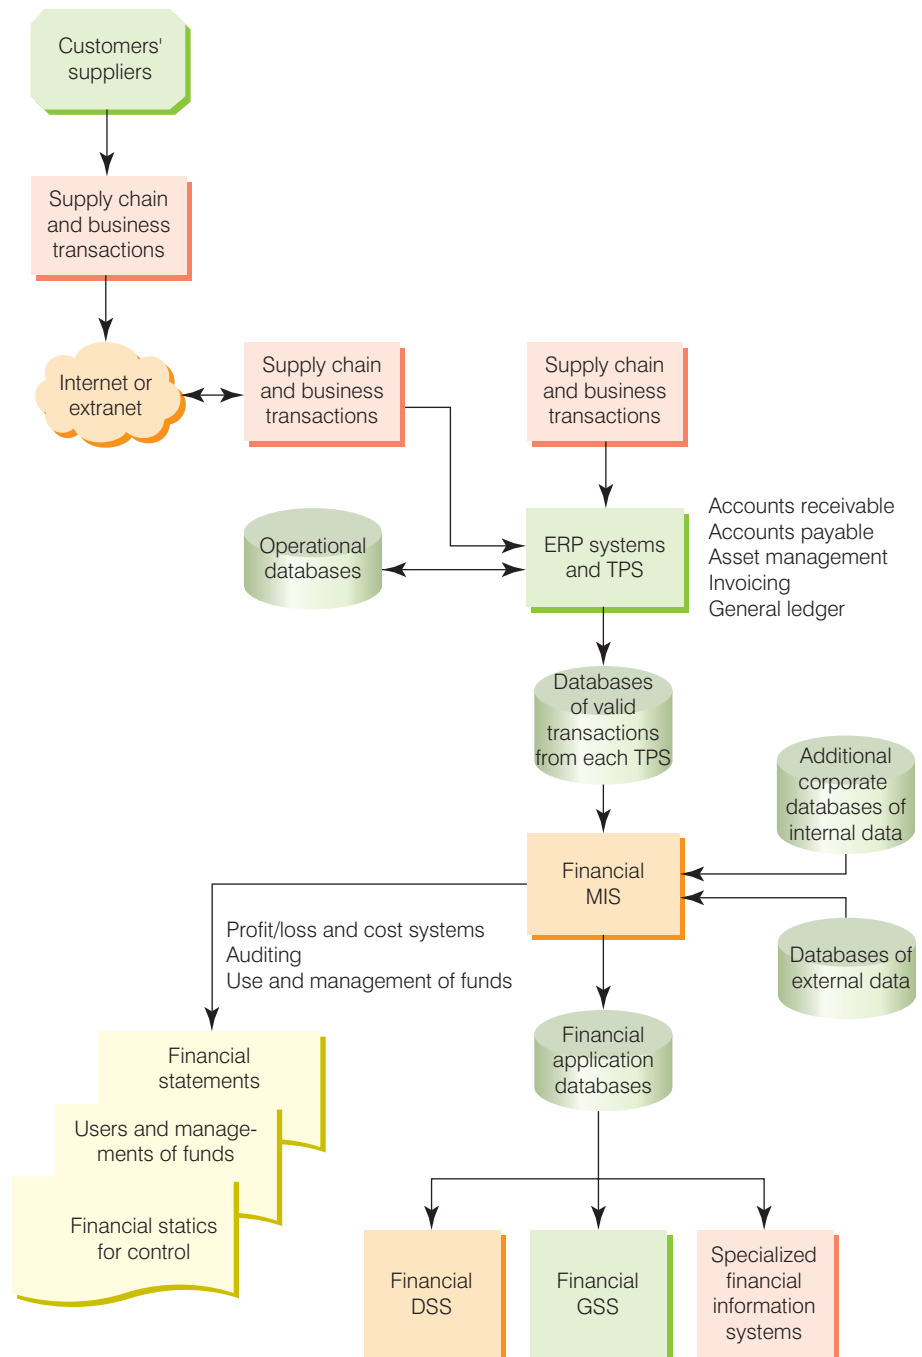 Customers'
suppliers
Supply chain
and business
transactions
Internet or
extranet
Supply chain
and business
transactions
Supply chain
and business
transactions
Operational
databases
ERP systems
and TPS
Accounts receivable
Accounts payable
Asset management
Invoicing
General ledger
Databases
of valid
transactions
from each TPS
Additional
corporate
databases of
internal data
Financial
MIS
Databases of
external data
Profit/loss and cost systems
Auditing
Use and management of funds
Financial
statements
Users and manage-
ments of funds
Financial statics
for control
Financial
application
databases
Financial
DSS
Financial
GSS
Specialized
financial
information
systems